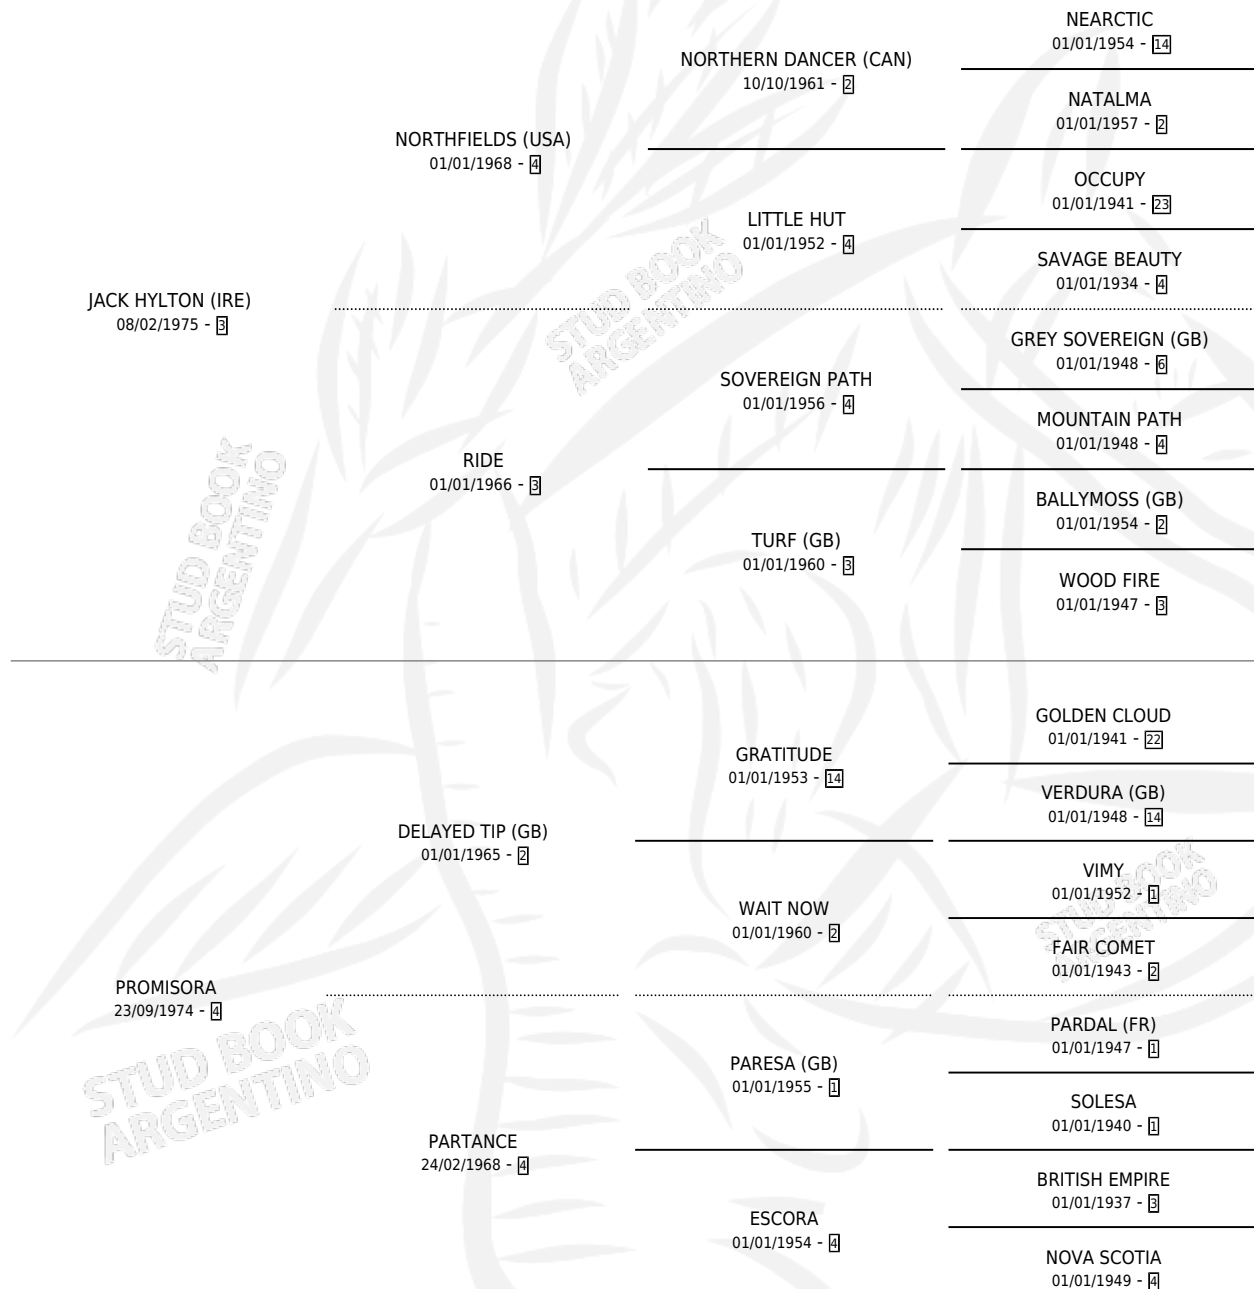 NEARCTIC
01/01/1954 - 14
NORTHERN DANCER (CAN)
10/10/1961 - 2
NATALMA
01/01/1957 - 2
NORTHFIELDS (USA)
01/01/1968 - 4
OCCUPY
01/01/1941 - 23
LITTLE HUT
01/01/1952 - 4
SAVAGE BEAUTY
01/01/1934 - 4
JACK HYLTON (IRE)
08/02/1975 - 3
GREY SOVEREIGN (GB)
01/01/1948 - 6
SOVEREIGN PATH
01/01/1956 - 4
MOUNTAIN PATH
01/01/1948 - 4
RIDE
01/01/1966 - 3
BALLYMOSS (GB)
01/01/1954 - 2
TURF (GB)
01/01/1960 - 3
WOOD FIRE
01/01/1947 - 3
STUD BOOK
ARGENTINO
STUD BOOK
ARGENTINO
GOLDEN CLOUD
01/01/1941 - 22
GRATITUDE
01/01/1953 - 14
VERDURA (GB)
01/01/1948 - 14
DELAYED TIP (GB)
01/01/1965 - 2
VIMY
01/01/1952 - 1
WAIT NOW
01/01/1960 - 2
FAIR COMET
01/01/1943 - 2
STUD BOOK
ARGENTINO
PROMISORA
23/09/1974 - 4
PARDAL (FR)
01/01/1947 - 1
PARESA (GB)
01/01/1955 - 1
SOLESA
01/01/1940 - 1
STUD BOOK
ARGENTINO
PARTANCE
24/02/1968 - 4
BRITISH EMPIRE
01/01/1937 - 3
ESCORA
01/01/1954 - 4
NOVA SCOTIA
01/01/1949 - 4